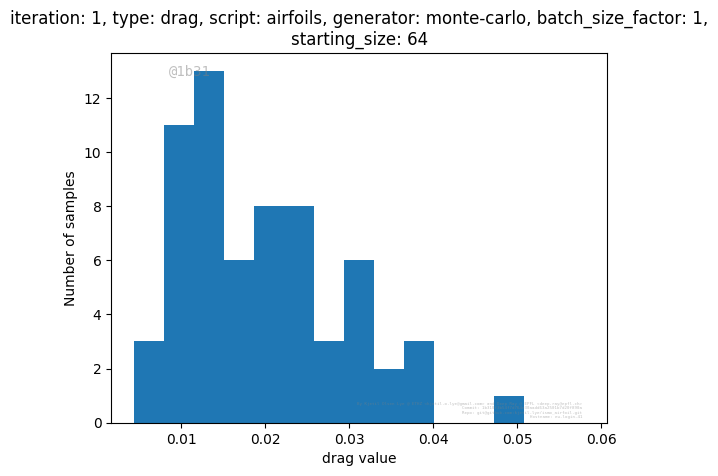 iteration: 1, type: drag, script: airfoils, generator: monte-carlo, batch_size_factor: 1,
starting_size: 64
@1b31
12
10
8
6
4
2
0
Number of samples
0.01 0.02 0.03 0.04 0.05 0.06
drag value